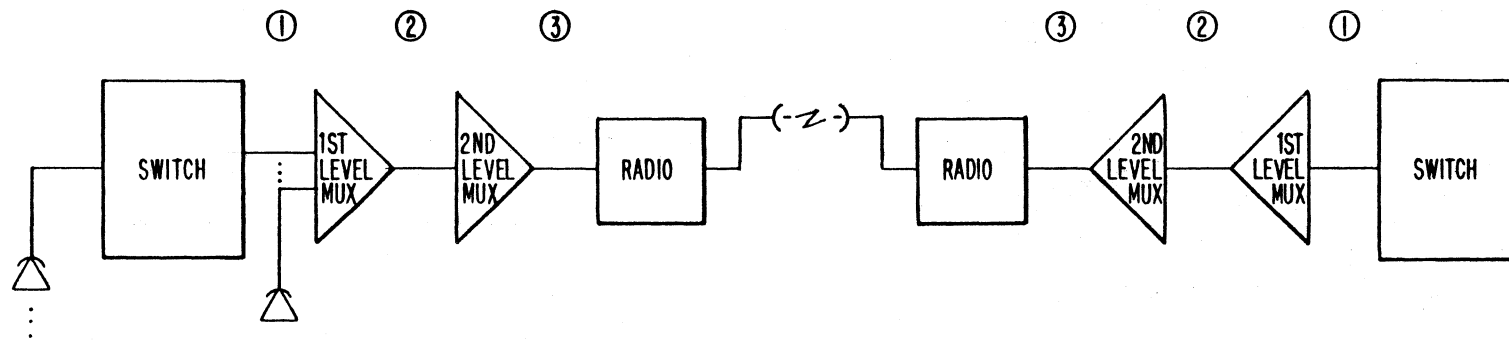 ① ② ③ ③ ② ①
SWITCH
1ST
LEVEL
MUX
2ND
LEVEL
MUX
RADIO
RADIO
2ND
LEVEL
MUX
1ST
LEVEL
MUX
SWITCH